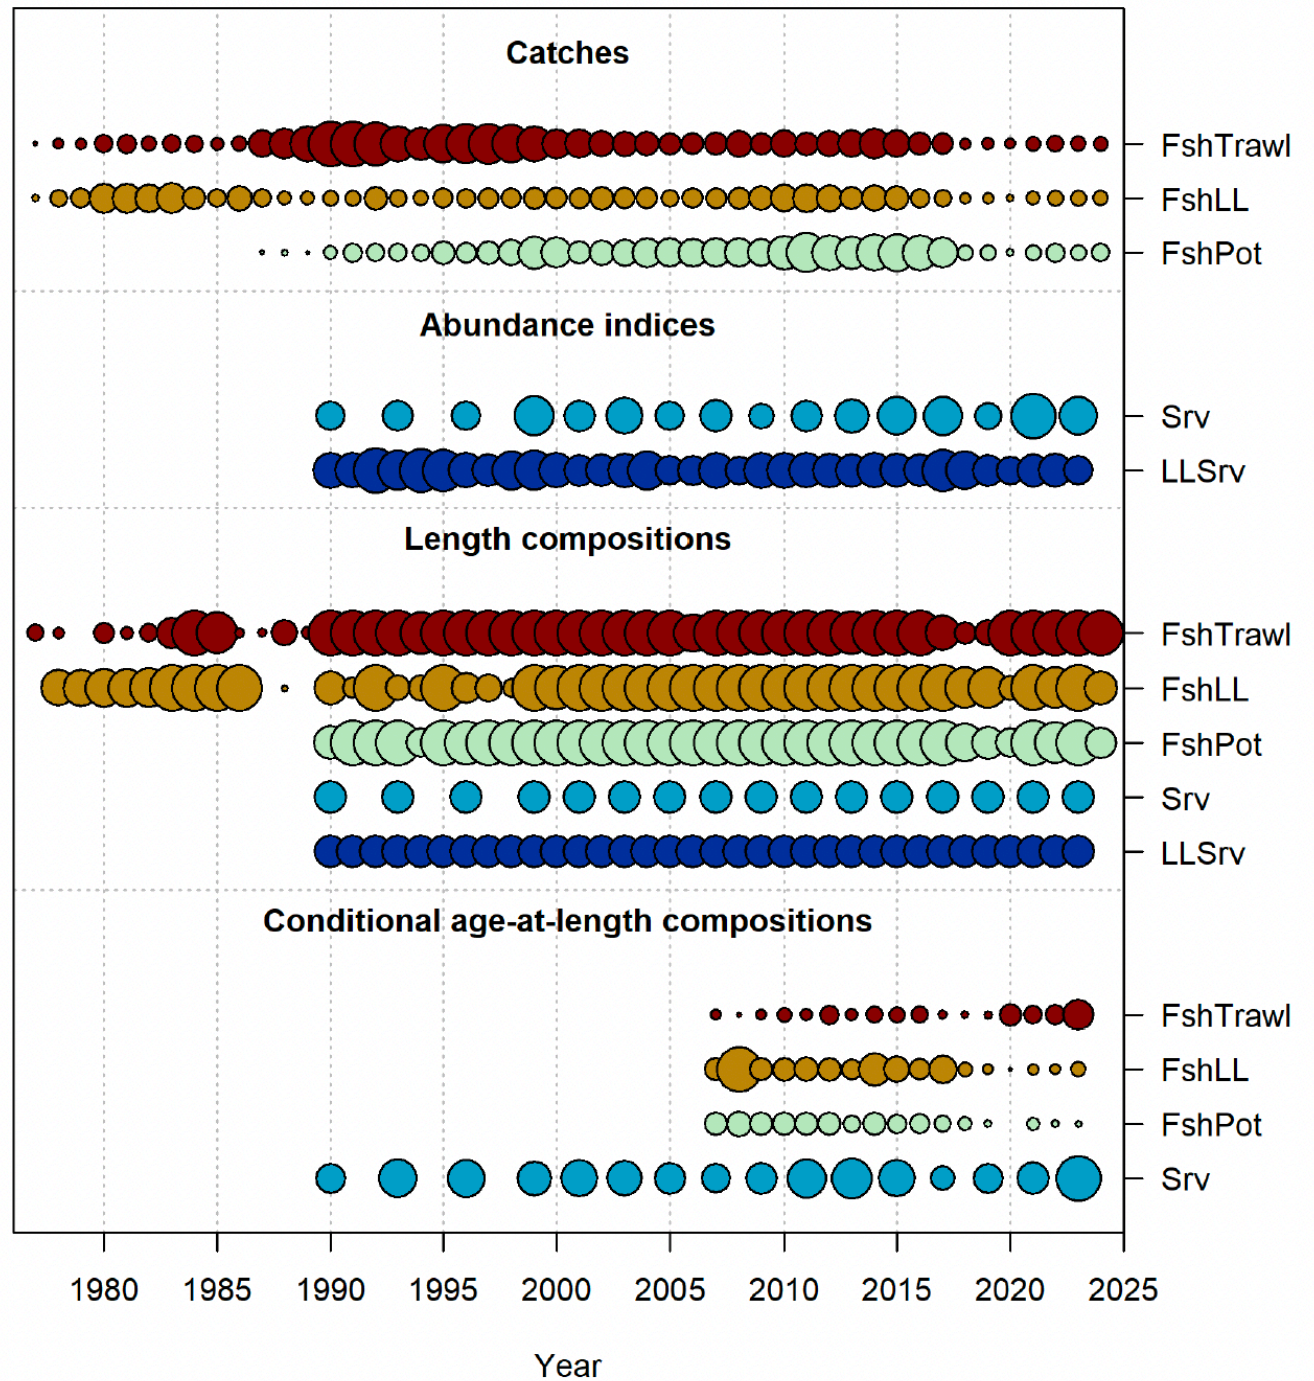 Catches
FshTrawl
FshLL
FshPot
Abundance indices
Srv
LLSrv
Length compositions
FshTrawl
FshLL
FshPot
Srv
LLSrv
Conditional age-at-length compositions
FshTrawl
FshLL
FshPot
Srv
1980 1985 1990 1995 2000 2005 2010 2015 2020 2025
Year